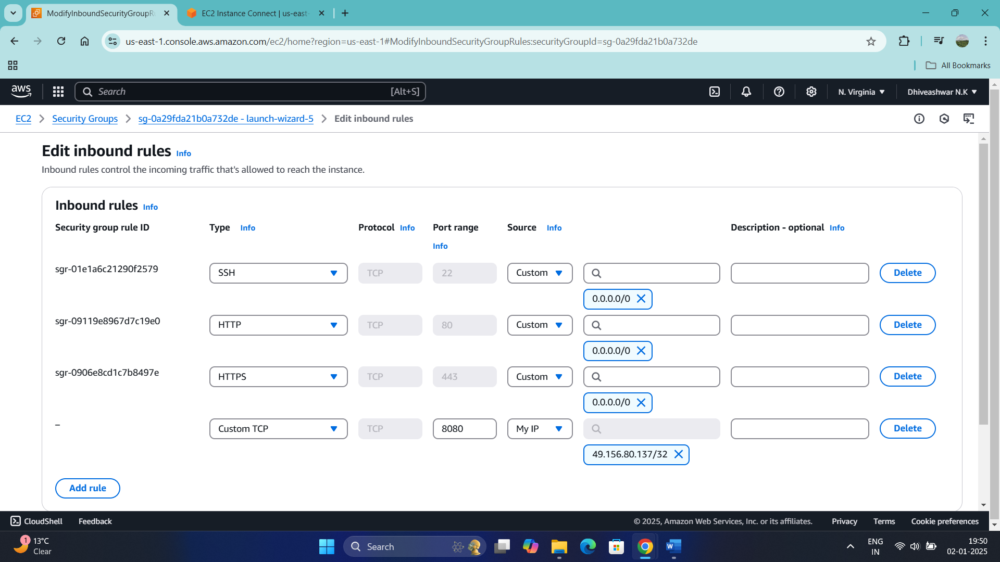 ModifyInboundSecurityGroupRu
EC2 Instance Connect | us-east-
us-east-1.console.aws.amazon.com/ec2/home?region=us-east-1#ModifyInboundSecurityGroupRules:securityGroupId=sg-0a29fda21b0a732de
All Bookmarks
aws
Search
[Alt+S]
N. Virginia
Dhiveashwar N.K
EC2 > Security Groups > sg-0a29fda21b0a732de - launch-wizard-5 > Edit inbound rules
Edit inbound rules Info
Inbound rules control the incoming traffic that's allowed to reach the instance.
Inbound rules Info
Security group rule ID Type Info Protocol Info Port range Source Info Description - optional Info
Info
sgr-01e1a6c21290f2579 SSH TCP 22 Custom Delete
0.0.0.0/0
sgr-09119e8967d7c19e0 HTTP TCP 80 Custom Delete
0.0.0.0/0
sgr-0906e8cd1c7b8497e HTTPS TCP 443 Custom Delete
0.0.0.0/0
– Custom TCP TCP 8080 My IP Delete
49.156.80.137/32
Add rule
CloudShell Feedback © 2025, Amazon Web Services, Inc. or its affiliates. Privacy Terms Cookie preferences
1
13°C
Clear
Search
W
ENG
IN
19:50
02-01-2025